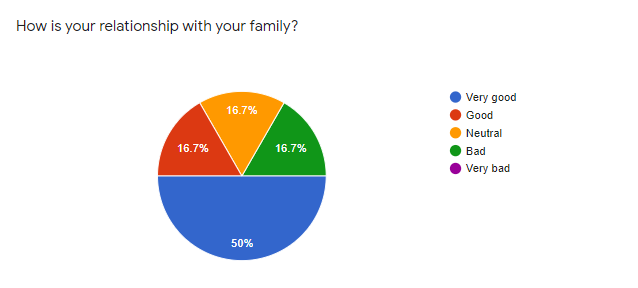 How is your relationship with your family?
16.7%
16.7%
16.7%
50%
Very good
Good
Neutral
Bad
Very bad